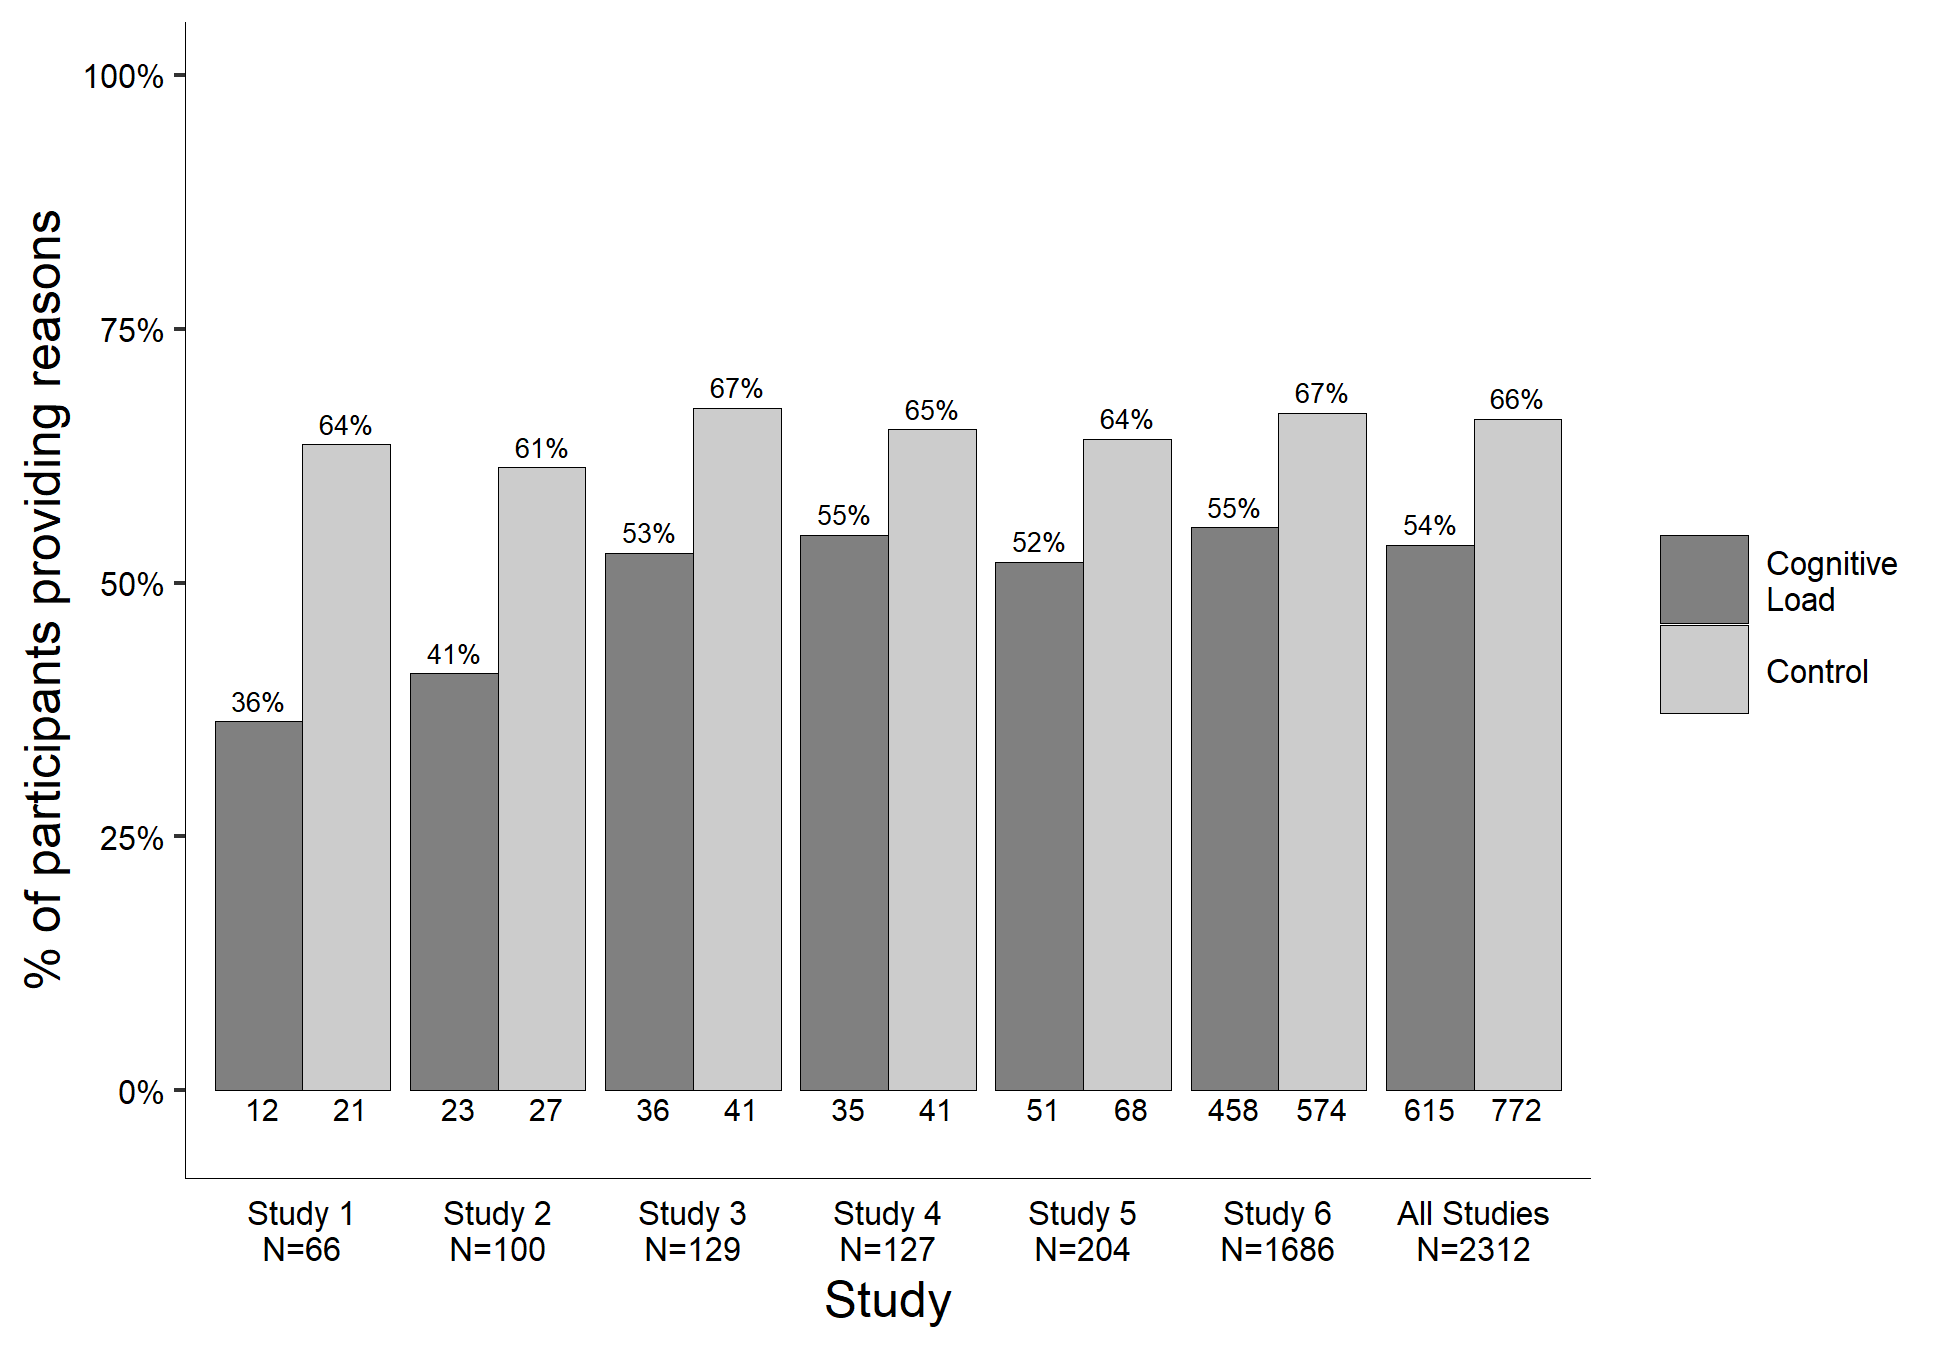 % of participants providing reasons
100%
75%
50%
25%
0%
36%
64%
41%
61%
53%
67%
55%
65%
52%
64%
55%
67%
54%
66%
12 21 23 27 36 41 35 41 51 68 458 574 615 772
Study 1 Study 2 Study 3 Study 4 Study 5 Study 6 All Studies
N=66 N=100 N=129 N=127 N=204 N=1686 N=2312
Study
Cognitive
Load
Control